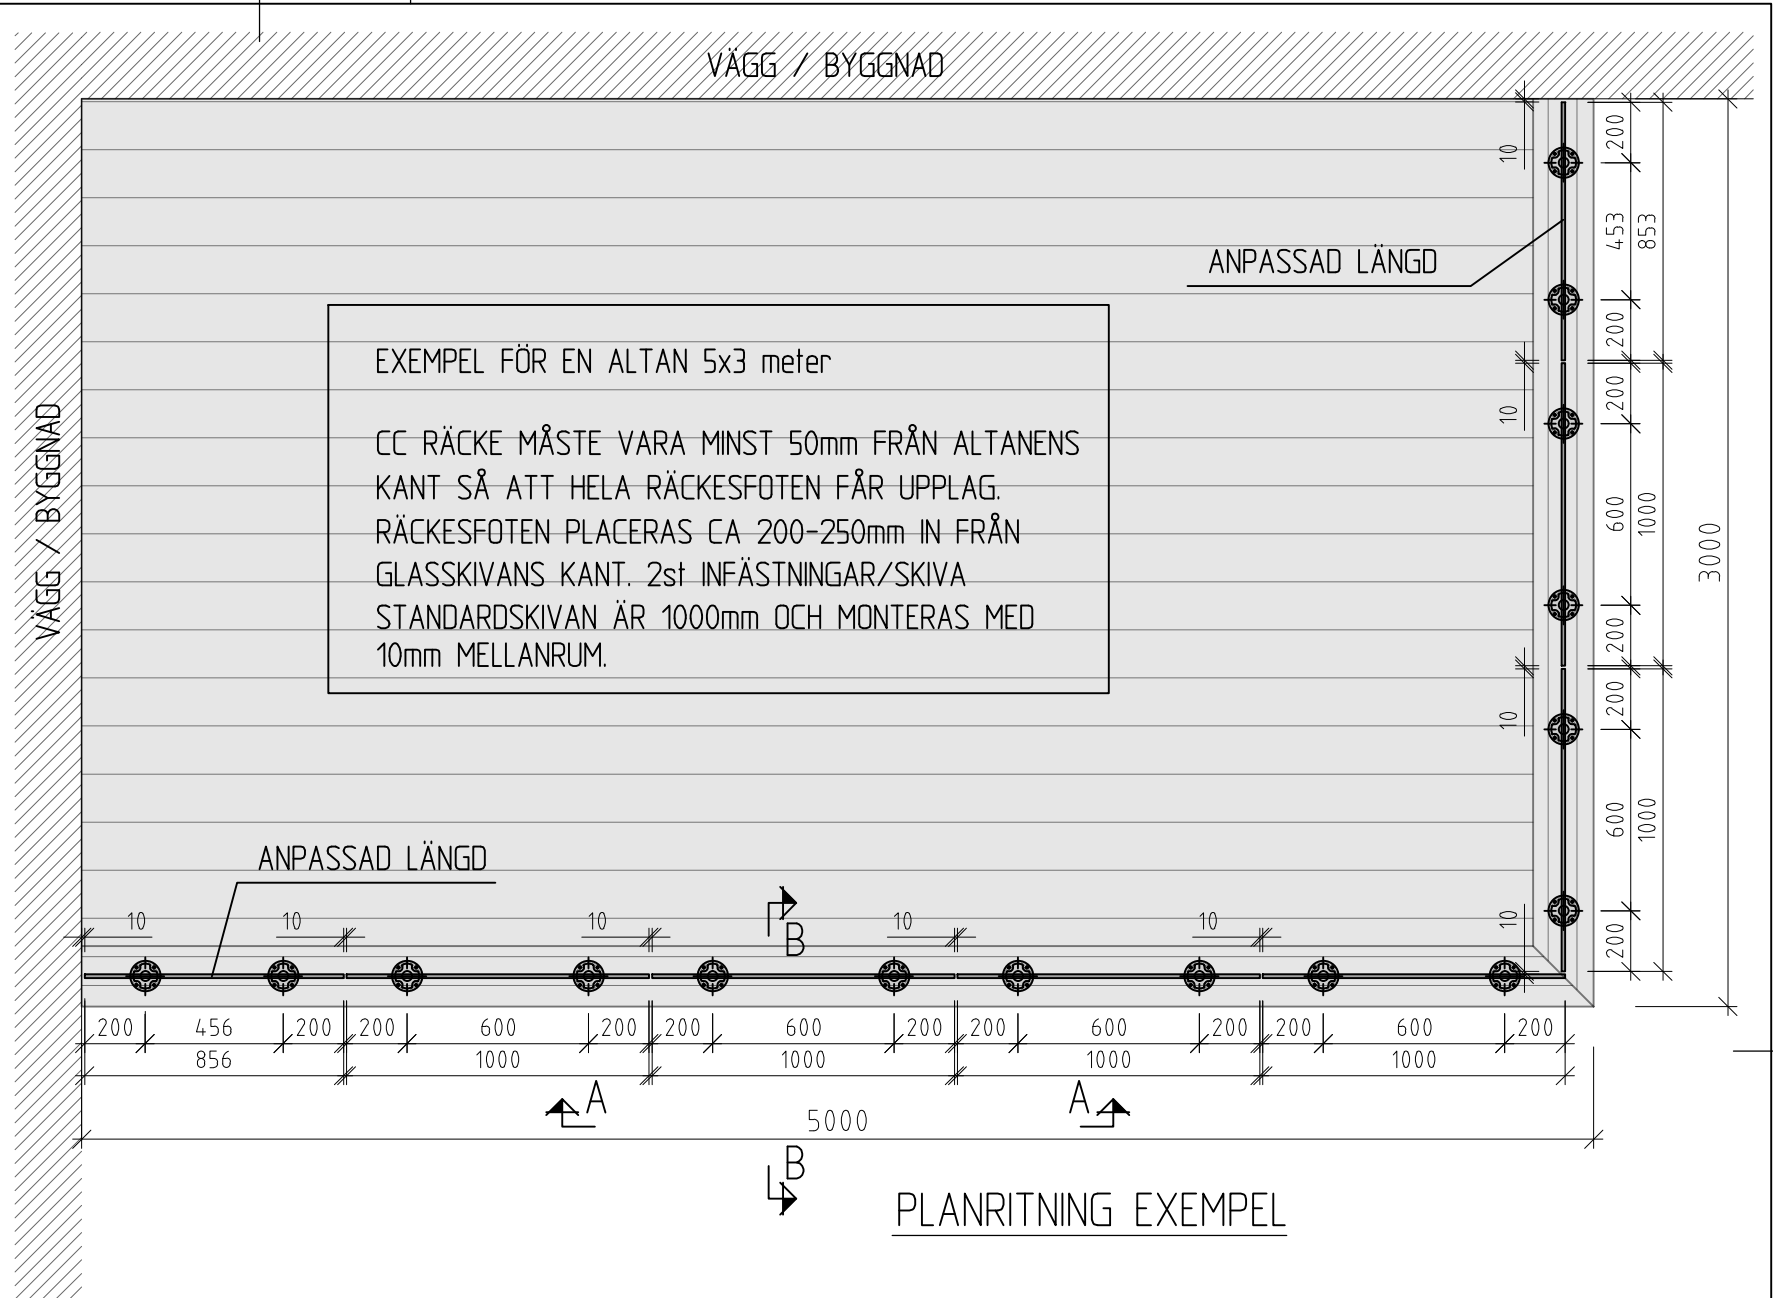 VÄGG / BYGGNAD
VÄGG / BYGGNAD
10
200
453
853
200
ANPASSAD LÄNGD
EXEMPEL FÖR EN ALTAN 5x3 meter
CC RÄCKE MÅSTE VARA MINST 50mm FRÅN ALTANENS
KANT SÅ ATT HELA RÄCKESFOTEN FÅR UPPLAG.
RÄCKESFOTEN PLACERAS CA 200-250mm IN FRÅN
GLASSKIVANS KANT. 2st INFÄSTNINGAR/SKIVA
STANDARDSKIVAN ÄR 1000mm OCH MONTERAS MED
10mm MELLANRUM.
10
200
600
1000
200
3000
10
200
600
1000
200
10
ANPASSAD LÄNGD
10 10 10 10 10
B
200 456 200 200 600 200 200 600 200 200 600 200 200 600 200
856 1000 1000 1000 1000
A A
5000
B
PLANRITNING EXEMPEL